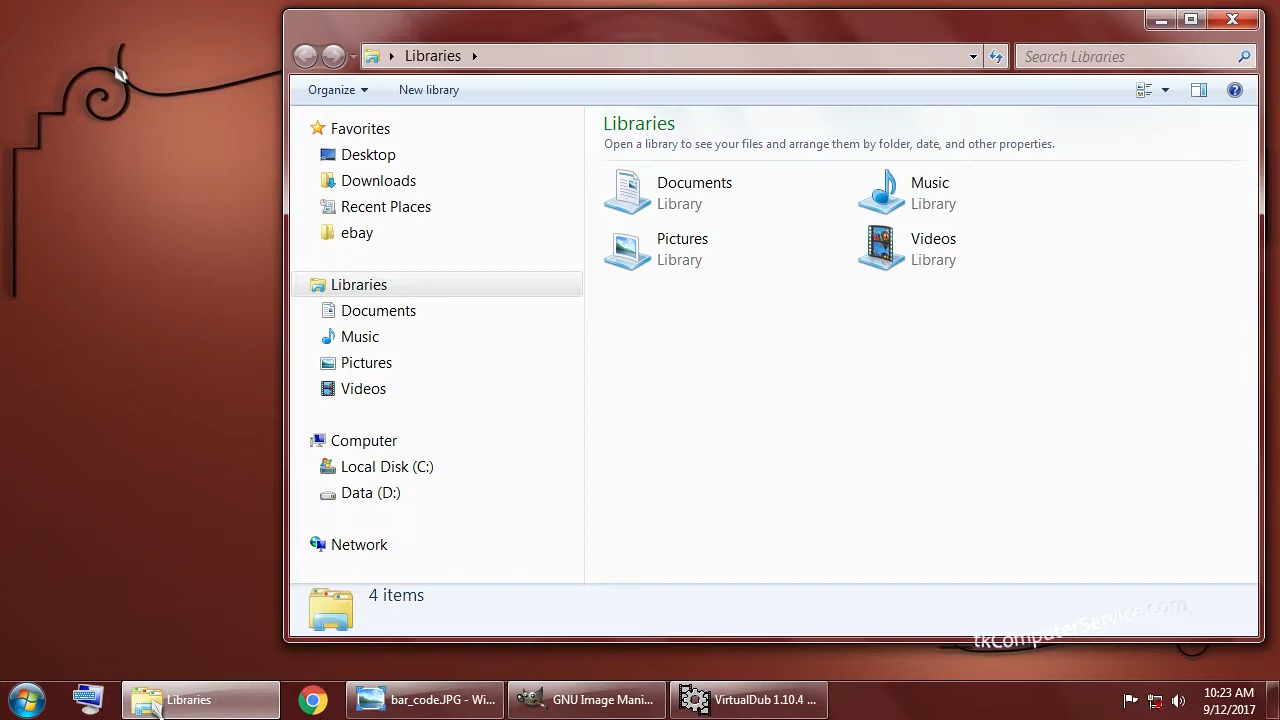 Libraries
Search Libraries
Organize
New library
Favorites
Desktop
Downloads
Recent Places
ebay
Libraries
Documents
Music
Pictures
Videos
Computer
Local Disk (C:)
Data (D:)
Network
Libraries
Open a library to see your files and arrange them by folder, date, and other properties.
Documents
Library
Music
Library
Pictures
Library
Videos
Library
4 items
tkComputerService.com
Libraries
bar_code.JPG - Wi...
GNU Image Mani...
VirtualDub 1.10.4 ...
10:23 AM
9/12/2017